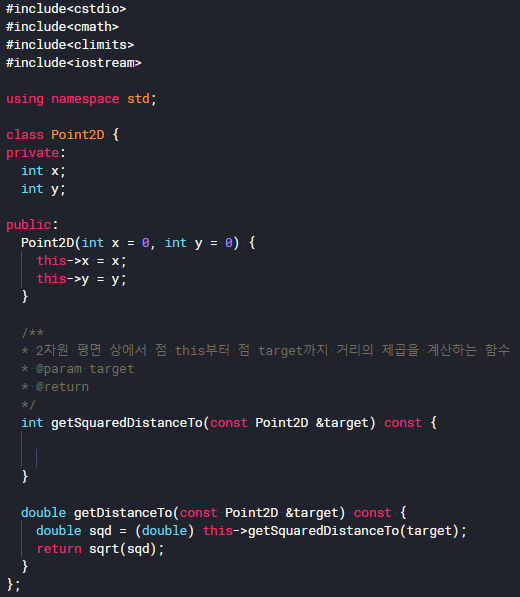 #include<cstdio>
#include<cmath>
#include<climits>
#include<iostream>
using namespace std;
class Point2D {
private:
int x;
int y;
public:
Point2D(int x = 0, int y = 0) {
this->x = x;
this->y = y;
}
/**
* 2차원 평면 상에서 점 this부터 점 target까지 거리의 제곱을 계산하는 함수
* @param target
* @return
*/
int getSquaredDistanceTo(const Point2D &target) const {
}
double getDistanceTo(const Point2D &target) const {
double sqd = (double) this->getSquaredDistanceTo(target);
return sqrt(sqd);
}
};